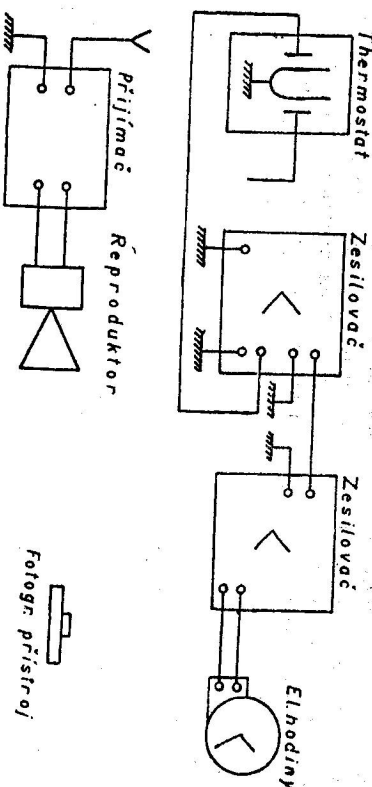 Thermostat
Zesilovač
Zesilovač
El.hodiny
Přijímač
Reproduktor
Fotogr. přístroj